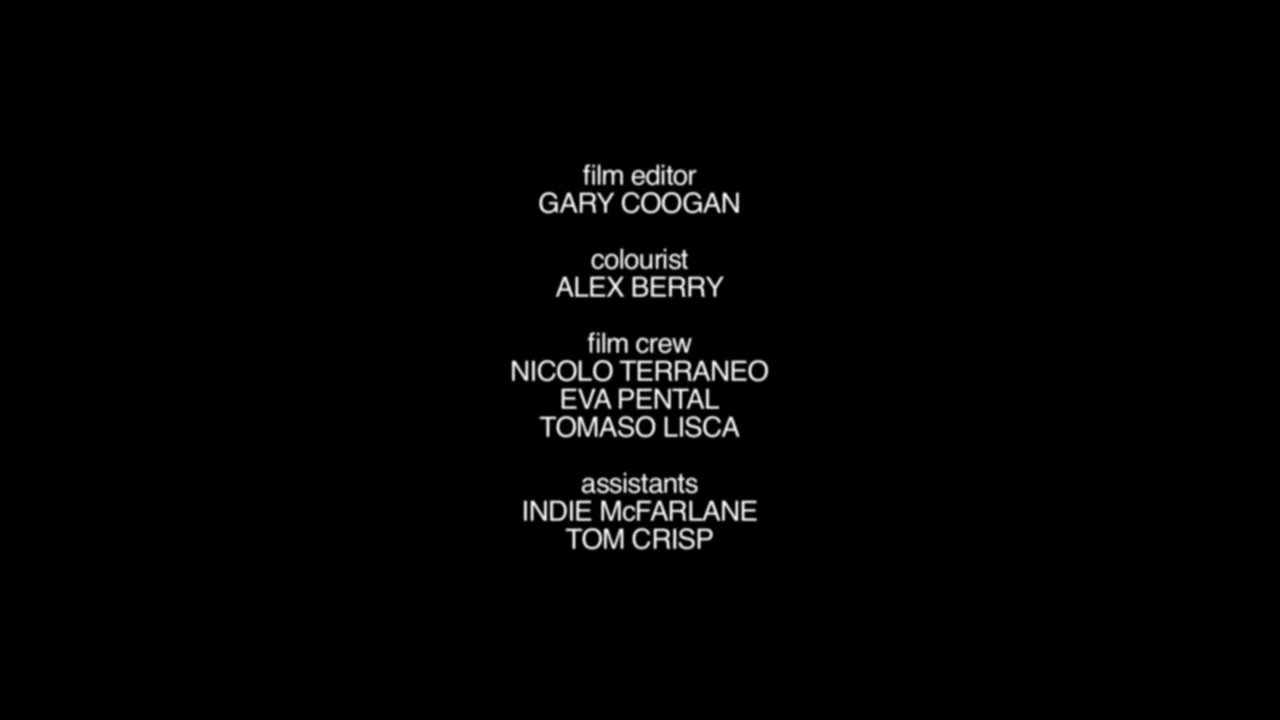 film editor
GARY COOGAN
colourist
ALEX BERRY
film crew
NICOLO TERRANEO
EVA PENTAL
TOMASO LISCA
assistants
INDIE McFARLANE
TOM CRISP